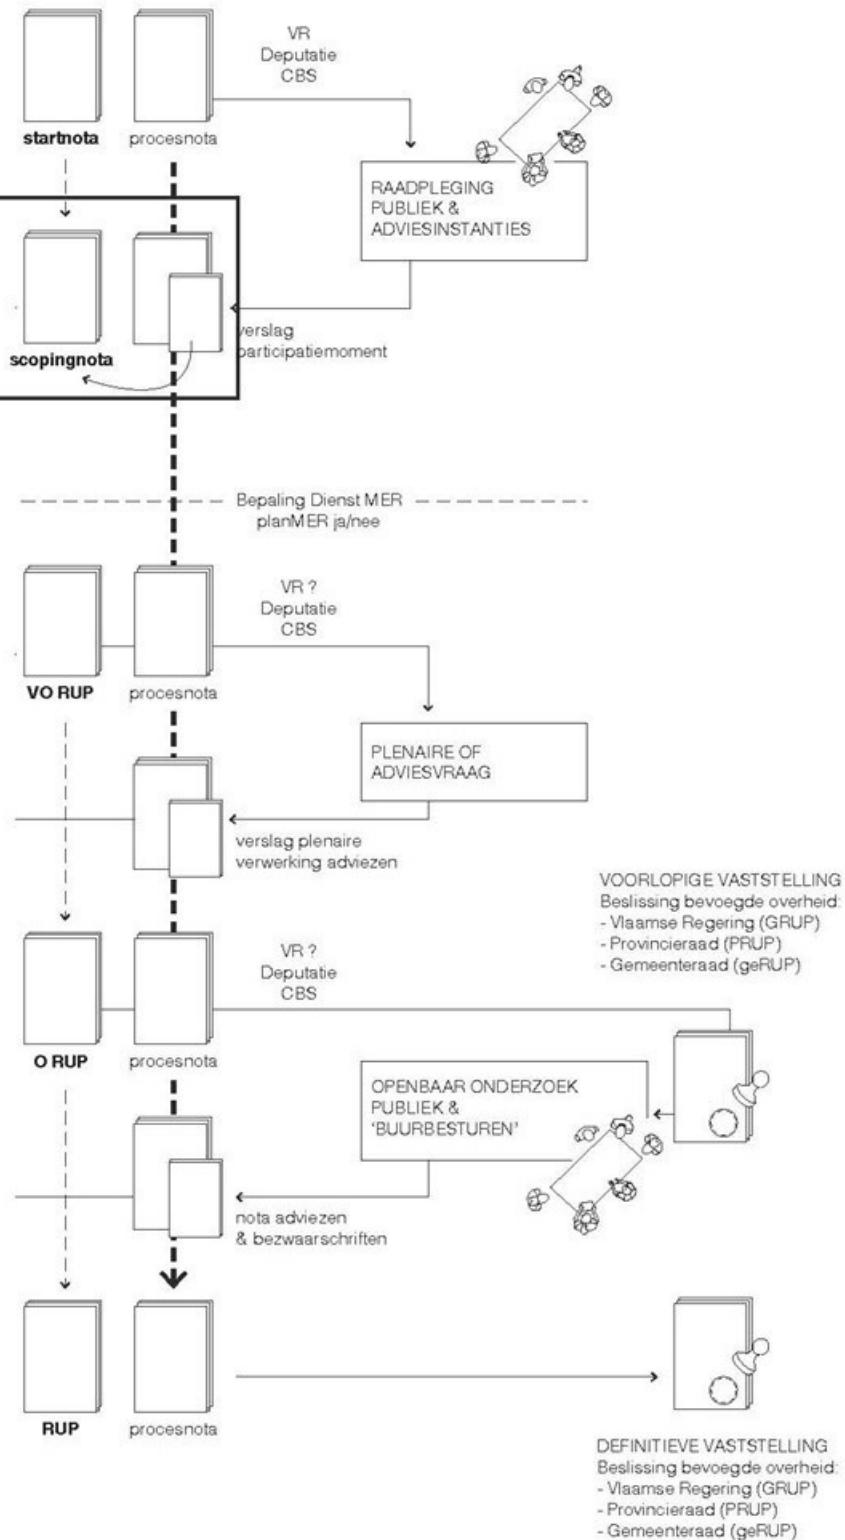 VR
Deputatie
CBS
startnota
procesnota
RAADPLEGING
PUBLIEK &
ADVIESINSTANTIES
scopingnota
verslag
participatiemoment
Bepaling Dienst MER
planMER ja/nee
VR ?
Deputatie
CBS
VO RUP
procesnota
PLENAIRE OF
ADVIESVRAAG
verslag plenaire
verwerking adviezen
VOORLOPIGE VASTSTELLING
Beslissing bevoegde overheid:
- Vlaamse Regering (GRUP)
- Provincieraad (PRUP)
- Gemeenteraad (geRUP)
VR ?
Deputatie
CBS
O RUP
procesnota
OPENBAAR ONDERZOEK
PUBLIEK &
‘BUURBESTUREN’
nota adviezen
& bezwaarschriften
RUP
procesnota
DEFINITIEVE VASTSTELLING
Beslissing bevoegde overheid:
- Vlaamse Regering (GRUP)
- Provincieraad (PRUP)
- Gemeenteraad (geRUP)